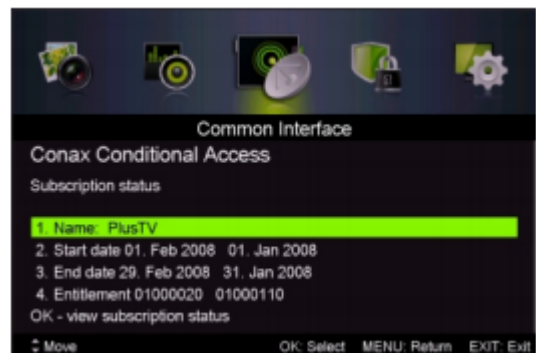 Common Interface
Conax Conditional Access
Subscription status
1. Name: PlusTV
2. Start date 01. Feb 2008 01. Jan 2008
3. End date 29. Feb 2008 31. Jan 2008
4. Entitlement 01000020 01000110
OK - view subscription status
Move OK: Select MENU: Return EXIT: Exit